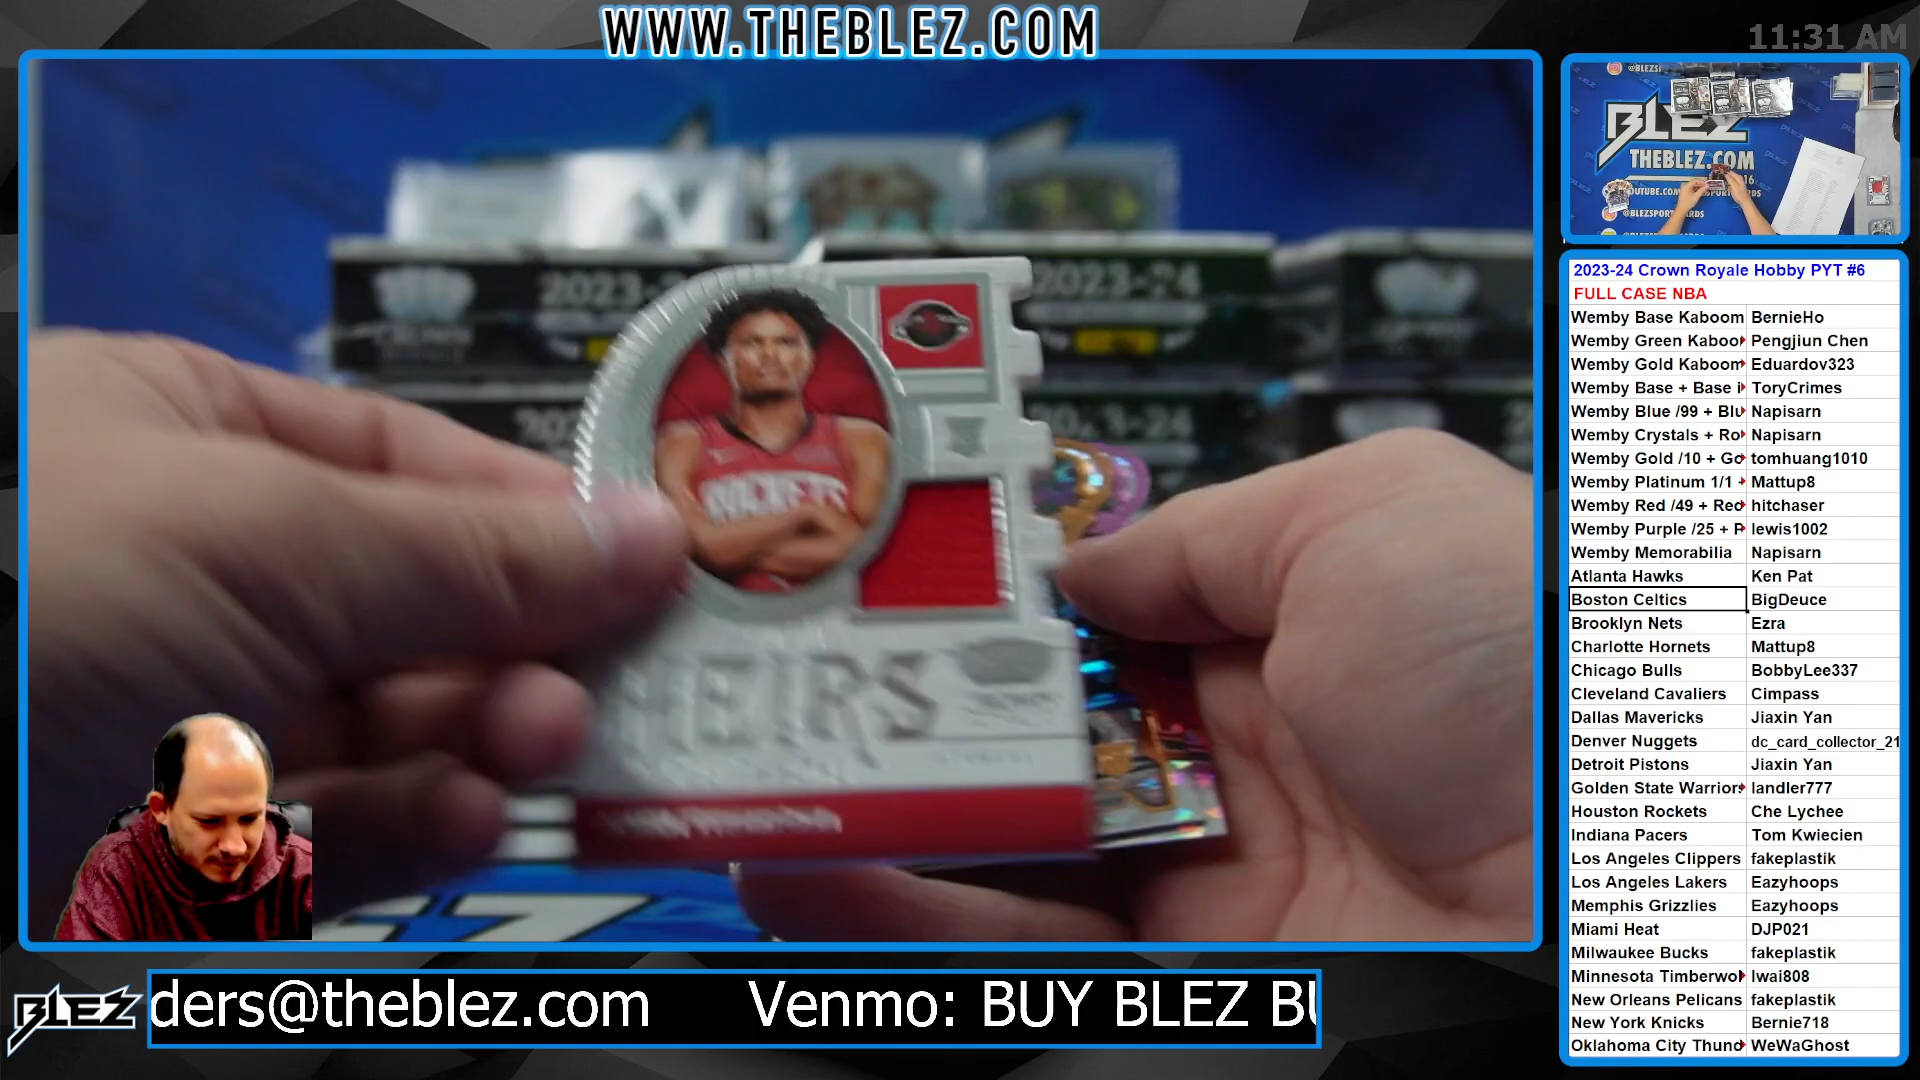 WWW.THEBLEZ.COM
11:31 AM
BLEZ
THEBLEZ.COM
2023-24
HEIRS
ROCKETS
BLEZ
ders@theblez.com Venmo: BUY BLEZ BU
2023-24 Crown Royale Hobby PYT #6
FULL CASE NBA
Wemby Base Kaboom BernieHo
Wemby Green Kaboo Pengjiun Chen
Wemby Gold Kaboom Eduardov323
Wemby Base + Base i ToryCrimes
Wemby Blue /99 + Blu Napisarn
Wemby Crystals + Ro Napisarn
Wemby Gold /10 + Go tomhuang1010
Wemby Platinum 1/1 + Mattup8
Wemby Red /49 + Red hitchaser
Wemby Purple /25 + P lewis1002
Wemby Memorabilia Napisarn
Atlanta Hawks Ken Pat
Boston Celtics BigDeuce
Brooklyn Nets Ezra
Charlotte Hornets Mattup8
Chicago Bulls BobbyLee337
Cleveland Cavaliers Cimpass
Dallas Mavericks Jiaxin Yan
Denver Nuggets dc_card_collector_21
Detroit Pistons Jiaxin Yan
Golden State Warriors landler777
Houston Rockets Che Lychee
Indiana Pacers Tom Kwiecien
Los Angeles Clippers fakeplastik
Los Angeles Lakers Eazyhoops
Memphis Grizzlies Eazyhoops
Miami Heat DJP021
Milwaukee Bucks fakeplastik
Minnesota Timberwol Iwai808
New Orleans Pelicans fakeplastik
New York Knicks Bernie718
Oklahoma City Thund WeWaGhost